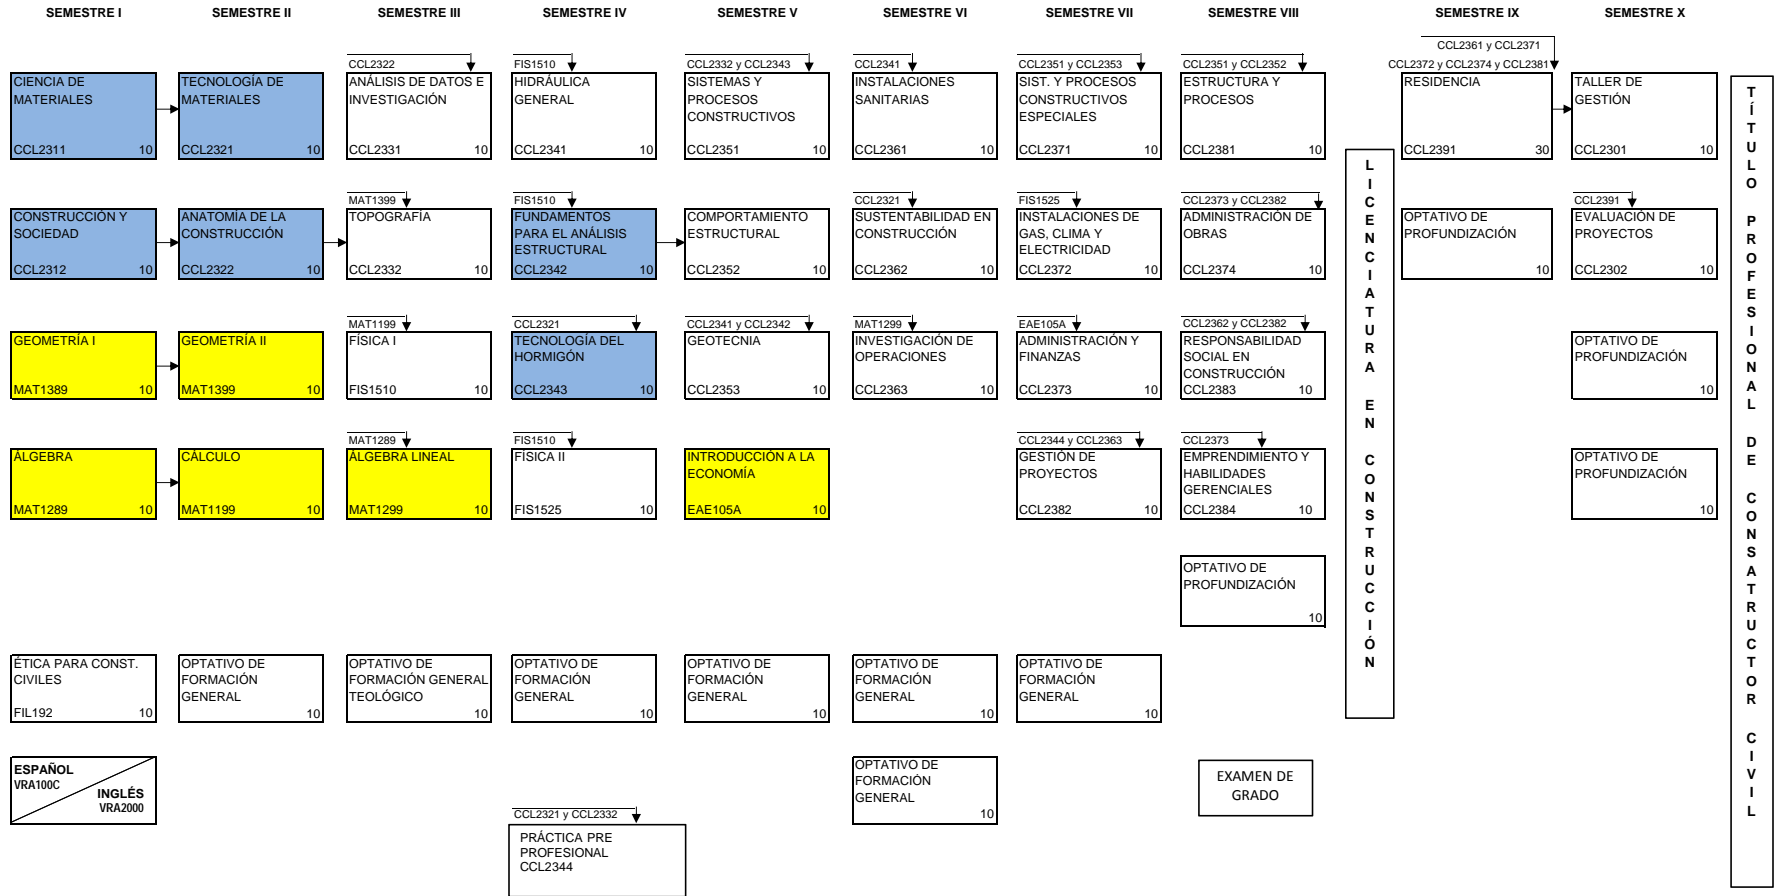 SEMESTRE I SEMESTRE II SEMESTRE III SEMESTRE IV SEMESTRE V SEMESTRE VI SEMESTRE VII SEMESTRE VIII SEMESTRE IX SEMESTRE X
CIENCIA DE
MATERIALES
CCL2311 10
TECNOLOGÍA DE
MATERIALES
CCL2321 10
CCL2322
ANÁLISIS DE DATOS E
INVESTIGACIÓN
CCL2331 10
FIS1510
HIDRÁULICA
GENERAL
CCL2341 10
CCL2332 y CCL2343
SISTEMAS Y
PROCESOS
CONSTRUCTIVOS
CCL2351 10
CCL2341
INSTALACIONES
SANITARIAS
CCL2361 10
CCL2351 y CCL2353
SIST. Y PROCESOS
CONSTRUCTIVOS
ESPECIALES
CCL2371 10
CCL2351 y CCL2352
ESTRUCTURA Y
PROCESOS
CCL2381 10
CCL2361 y CCL2371
CCL2372 y CCL2374 y CCL2381
RESIDENCIA
CCL2391 30
TALLER DE
GESTIÓN
CCL2301 10
CONSTRUCCIÓN Y
SOCIEDAD
CCL2312 10
ANATOMÍA DE LA
CONSTRUCCIÓN
CCL2322 10
MAT1399
TOPOGRAFÍA
CCL2332 10
FIS1510
FUNDAMENTOS
PARA EL ANÁLISIS
ESTRUCTURAL
CCL2342 10
COMPORTAMIENTO
ESTRUCTURAL
CCL2352 10
CCL2321
SUSTENTABILIDAD EN
CONSTRUCCIÓN
CCL2362 10
FIS1525
INSTALACIONES DE
GAS, CLIMA Y
ELECTRICIDAD
CCL2372 10
CCL2373 y CCL2382
ADMINISTRACIÓN DE
OBRAS
CCL2374 10
OPTATIVO DE
PROFUNDIZACIÓN
10
CCL2391
EVALUACIÓN DE
PROYECTOS
CCL2302 10
GEOMETRÍA I
MAT1389 10
GEOMETRÍA II
MAT1399 10
MAT1199
FÍSICA I
FIS1510 10
CCL2321
TECNOLOGÍA DEL
HORMIGÓN
CCL2343 10
CCL2341 y CCL2342
GEOTECNIA
CCL2353 10
MAT1299
INVESTIGACIÓN DE
OPERACIONES
CCL2363 10
EAE105A
ADMINISTRACIÓN Y
FINANZAS
CCL2373 10
CCL2362 y CCL2382
RESPONSABILIDAD
SOCIAL EN
CONSTRUCCIÓN
CCL2383 10
OPTATIVO DE
PROFUNDIZACIÓN
10
ÁLGEBRA
MAT1289 10
CÁLCULO
MAT1199 10
MAT1289
ÁLGEBRA LINEAL
MAT1299 10
FIS1510
FÍSICA II
FIS1525 10
INTRODUCCIÓN A LA
ECONOMÍA
EAE105A 10
CCL2344 y CCL2363
GESTIÓN DE
PROYECTOS
CCL2382 10
CCL2373
EMPRENDIMIENTO Y
HABILIDADES
GERENCIALES
CCL2384 10
OPTATIVO DE
PROFUNDIZACIÓN
10
OPTATIVO DE
PROFUNDIZACIÓN
10
ÉTICA PARA CONST.
CIVILES
FIL192 10
OPTATIVO DE
FORMACIÓN
GENERAL 10
OPTATIVO DE
FORMACIÓN GENERAL
TEOLÓGICO
10
OPTATIVO DE
FORMACIÓN
GENERAL 10
OPTATIVO DE
FORMACIÓN
GENERAL 10
OPTATIVO DE
FORMACIÓN
GENERAL 10
OPTATIVO DE
FORMACIÓN
GENERAL 10
ESPAÑOL
VRA100C
INGLÉS
VRA2000
OPTATIVO DE
FORMACIÓN
GENERAL
10
EXAMEN DE
GRADO
CCL2321 y CCL2332
PRÁCTICA PRE
PROFESIONAL
CCL2344
LICENCIATURA EN CONSTRUCCIÓN
TÍTULO PROFESIONAL DE CONSATRUCTOR CIVIL